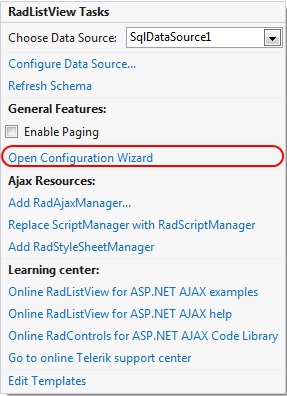 RadListView Tasks
Choose Data Source: SqlDataSource1
Configure Data Source...
Refresh Schema
General Features:
Enable Paging
Open Configuration Wizard
Ajax Resources:
Add RadAjaxManager...
Replace ScriptManager with RadScriptManager
Add RadStyleSheetManager
Learning center:
Online RadListView for ASP.NET AJAX examples
Online RadListView for ASP.NET AJAX help
Online RadControls for ASP.NET AJAX Code Library
Go to online Telerik support center
Edit Templates